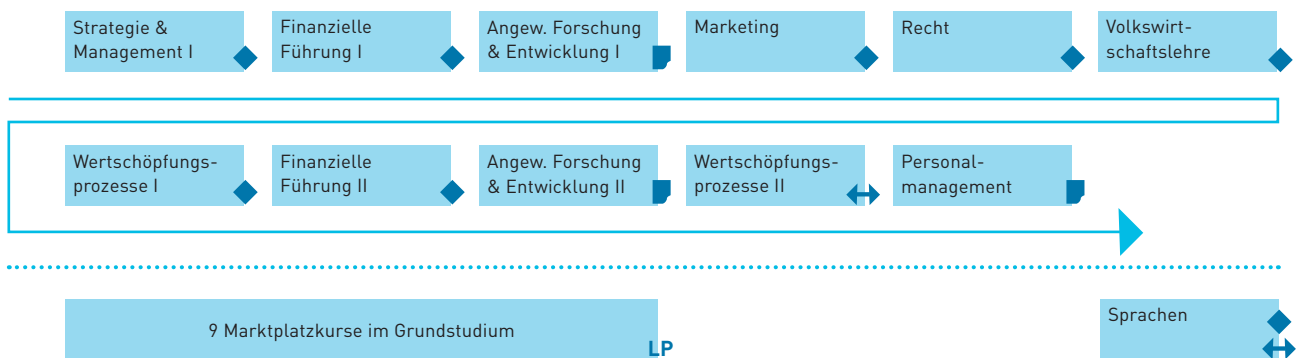 Strategie &
Management I
Finanzielle
Führung I
Angew. Forschung
& Entwicklung I
Marketing
Recht
Volkswirt-
schaftslehre
Wertschöpfungs-
prozesse I
Finanzielle
Führung II
Angew. Forschung
& Entwicklung II
Wertschöpfungs-
prozesse II
Personal-
management
9 Marktplatzkurse im Grundstudium
LP
Sprachen